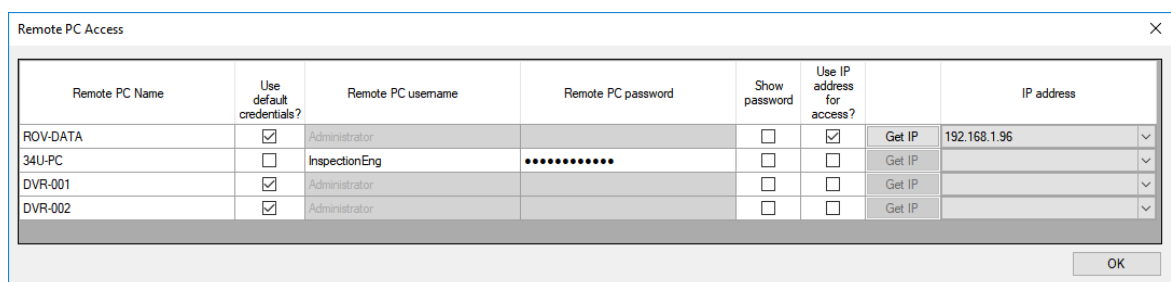 Remote PC Access
Remote PC Name Use default credentials? Remote PC username Remote PC password Show password Use IP address for access? IP address
ROV-DATA Administrator Get IP 192.168.1.96
34U-PC InspectionEng •••••••••••• Get IP
DVR-001 Administrator Get IP
DVR-002 Administrator Get IP
OK